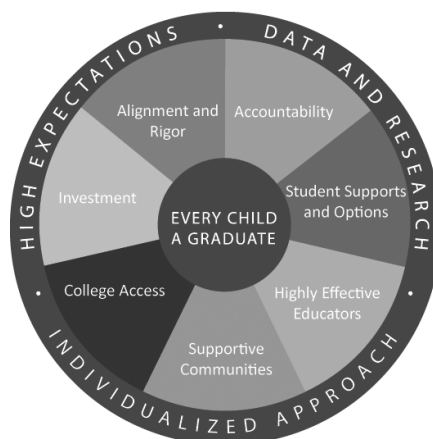 HIGH EXPECTATIONS
DATA AND RESEARCH
INDIVIDUALIZED APPROACH
Alignment and
Rigor
Accountability
Student Supports
and Options
Highly Effective
Educators
Supportive
Communities
College Access
Investment
EVERY CHILD
A GRADUATE